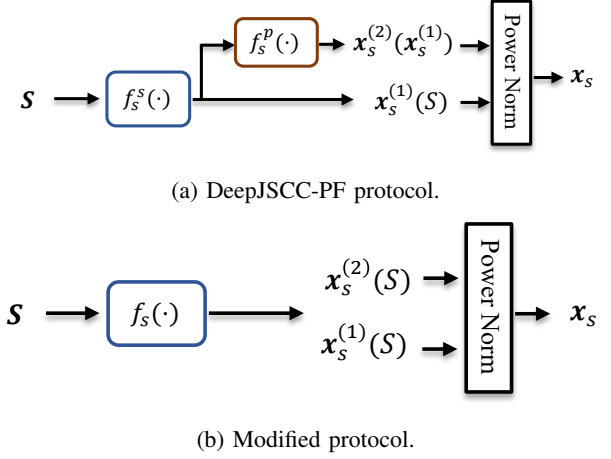 f_s^p(·)
x_s^{(2)}(x_s^{(1)})
S
f_s^s(·)
x_s^{(1)}(S)
Power Norm
x_s
(a) DeepJSCC-PF protocol.
S
f_s(·)
x_s^{(2)}(S)
x_s^{(1)}(S)
Power Norm
x_s
(b) Modified protocol.